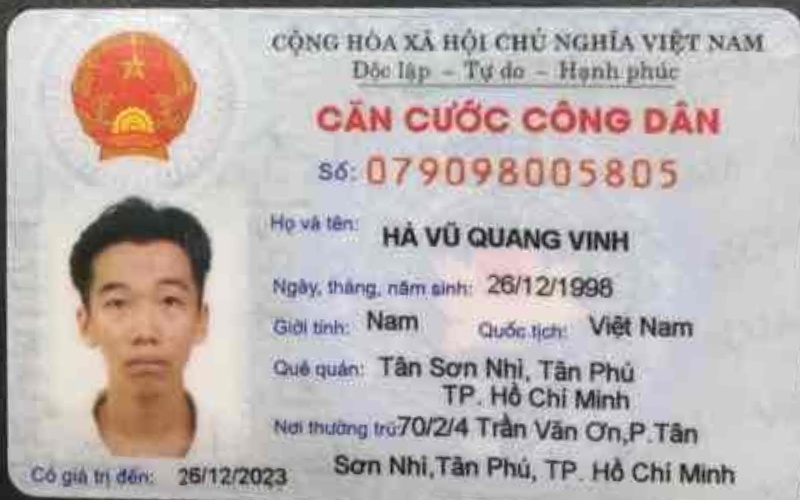 CỘNG HÒA XÃ HỘI CHỦ NGHĨA VIỆT NAM
Độc lập - Tự do - Hạnh phúc
CĂN CƯỚC CÔNG DÂN
Số: 079098005805
Họ và tên: HÀ VŨ QUANG VINH
Ngày, tháng, năm sinh: 26/12/1998
Giới tính: Nam Quốc tịch: Việt Nam
Quê quán: Tân Sơn Nhì, Tân Phú
TP. Hồ Chí Minh
Nơi thường trú: 70/2/4 Trần Văn Ơn,P.Tân
Sơn Nhì,Tân Phú, TP. Hồ Chí Minh
Có giá trị đến: 26/12/2023